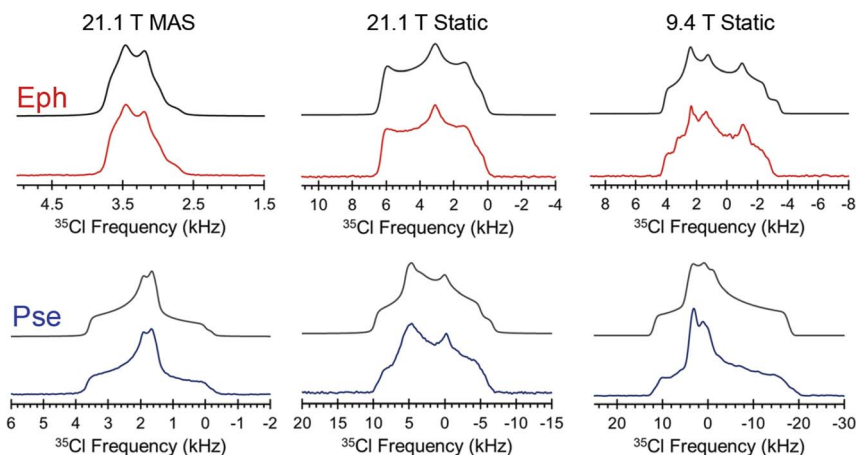 21.1 T MAS 21.1 T Static 9.4 T Static
Eph
4.5 3.5 2.5 1.5 10 8 6 4 2 0 -2 -4 8 6 4 2 0 -2 -4 -6 -8
³⁵Cl Frequency (kHz) ³⁵Cl Frequency (kHz) ³⁵Cl Frequency (kHz)
Pse
6 5 4 3 2 1 0 -1 -2 20 15 10 5 0 -5 -10 -15 20 10 0 -10 -20 -30
³⁵Cl Frequency (kHz) ³⁵Cl Frequency (kHz) ³⁵Cl Frequency (kHz)